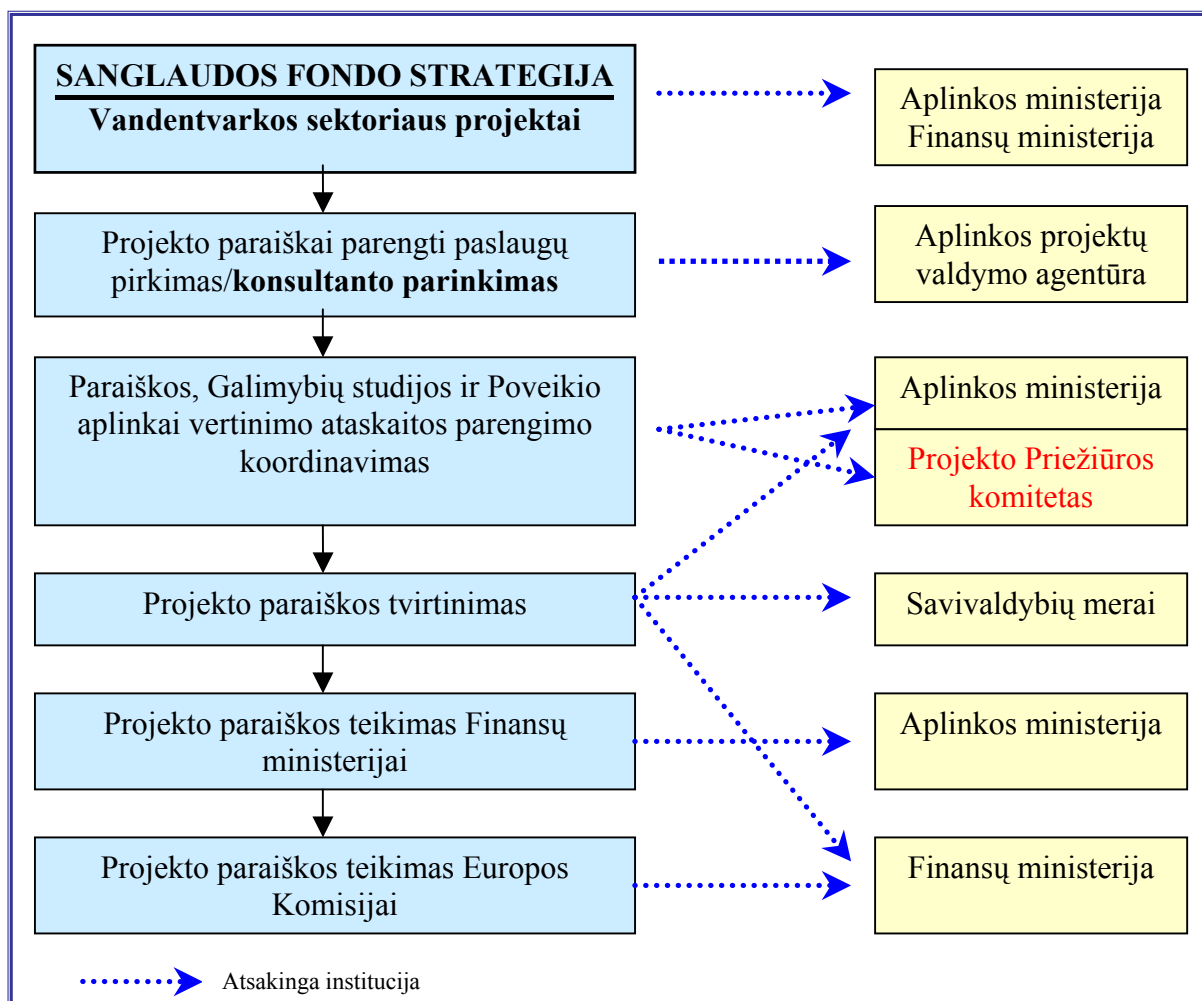 SANGLAUDOS FONDO STRATEGIJA
Vandentvarkos sektoriaus projektai
Aplinkos ministerija
Finansų ministerija
Projekto paraiškai parengti paslaugų
pirkimas/konsultanto parinkimas
Aplinkos projektų
valdymo agentūra
Paraiškos, Galimybių studijos ir Poveikio
aplinkai vertinimo ataskaitos parengimo
koordinavimas
Aplinkos ministerija
Projekto Priežiūros
komitetas
Projekto paraiškos tvirtinimas
Savivaldybių merai
Projekto paraiškos teikimas Finansų
ministerijai
Aplinkos ministerija
Projekto paraiškos teikimas Europos
Komisijai
Finansų ministerija
Atsakinga institucija